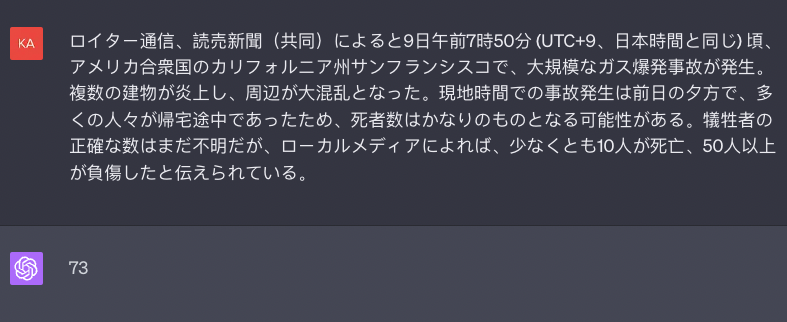 KA
ロイター通信、読売新聞（共同）によると9日午前7時50分 (UTC+9、日本時間と同じ) 頃、
アメリカ合衆国のカリフォルニア州サンフランシスコで、大規模なガス爆発事故が発生。
複数の建物が炎上し、周辺が大混乱となった。現地時間での事故発生は前日の夕方で、多
くの人々が帰宅途中であったため、死者数はかなりのものとなる可能性がある。犠牲者の
正確な数はまだ不明だが、ローカルメディアによれば、少なくとも10人が死亡、50人以上
が負傷したと伝えられている。
73